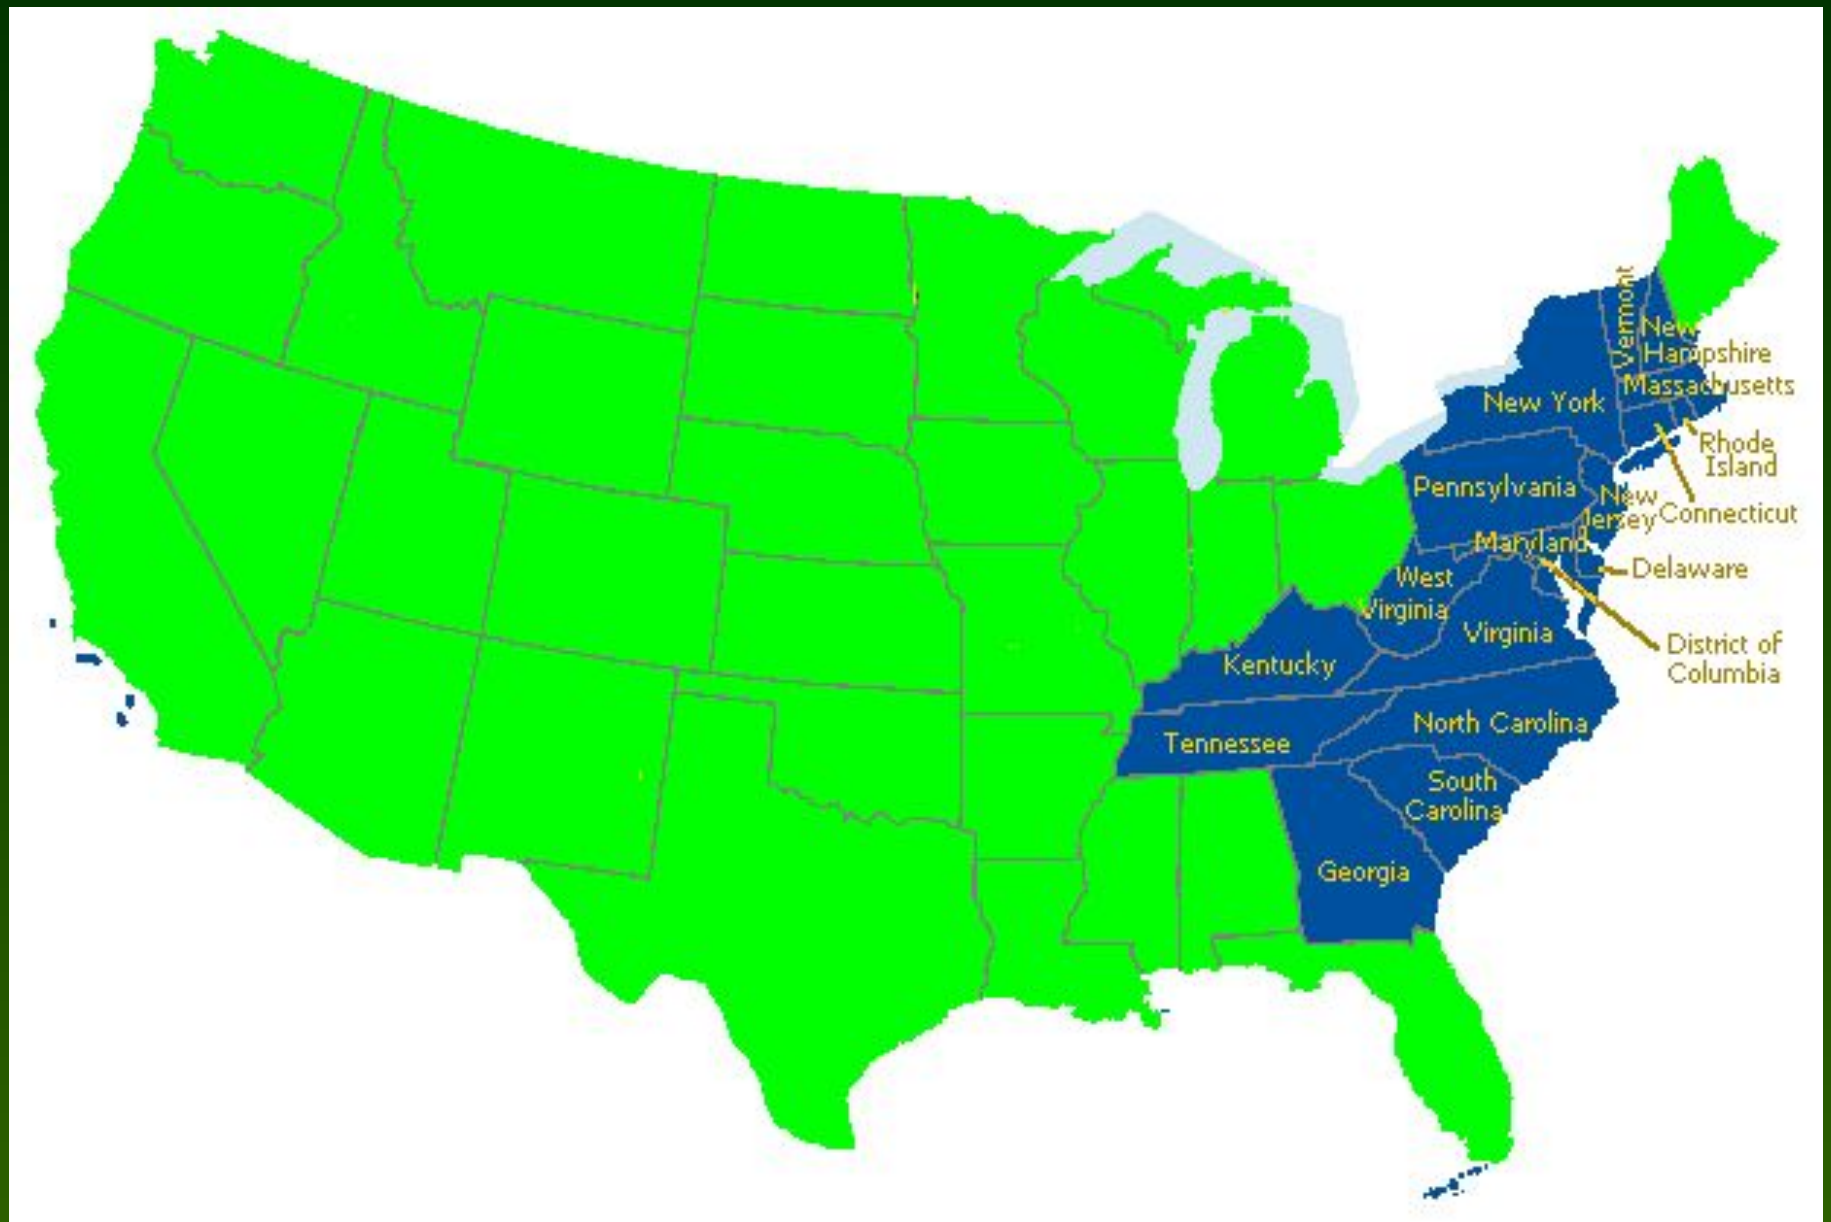 Vermont
New
Hampshire
Massachusetts
New York
Rhode
Island
Pennsylvania
New
Jersey
Connecticut
Maryland
West
Virginia
Delaware
Virginia
District of
Columbia
Kentucky
North Carolina
Tennessee
South
Carolina
Georgia